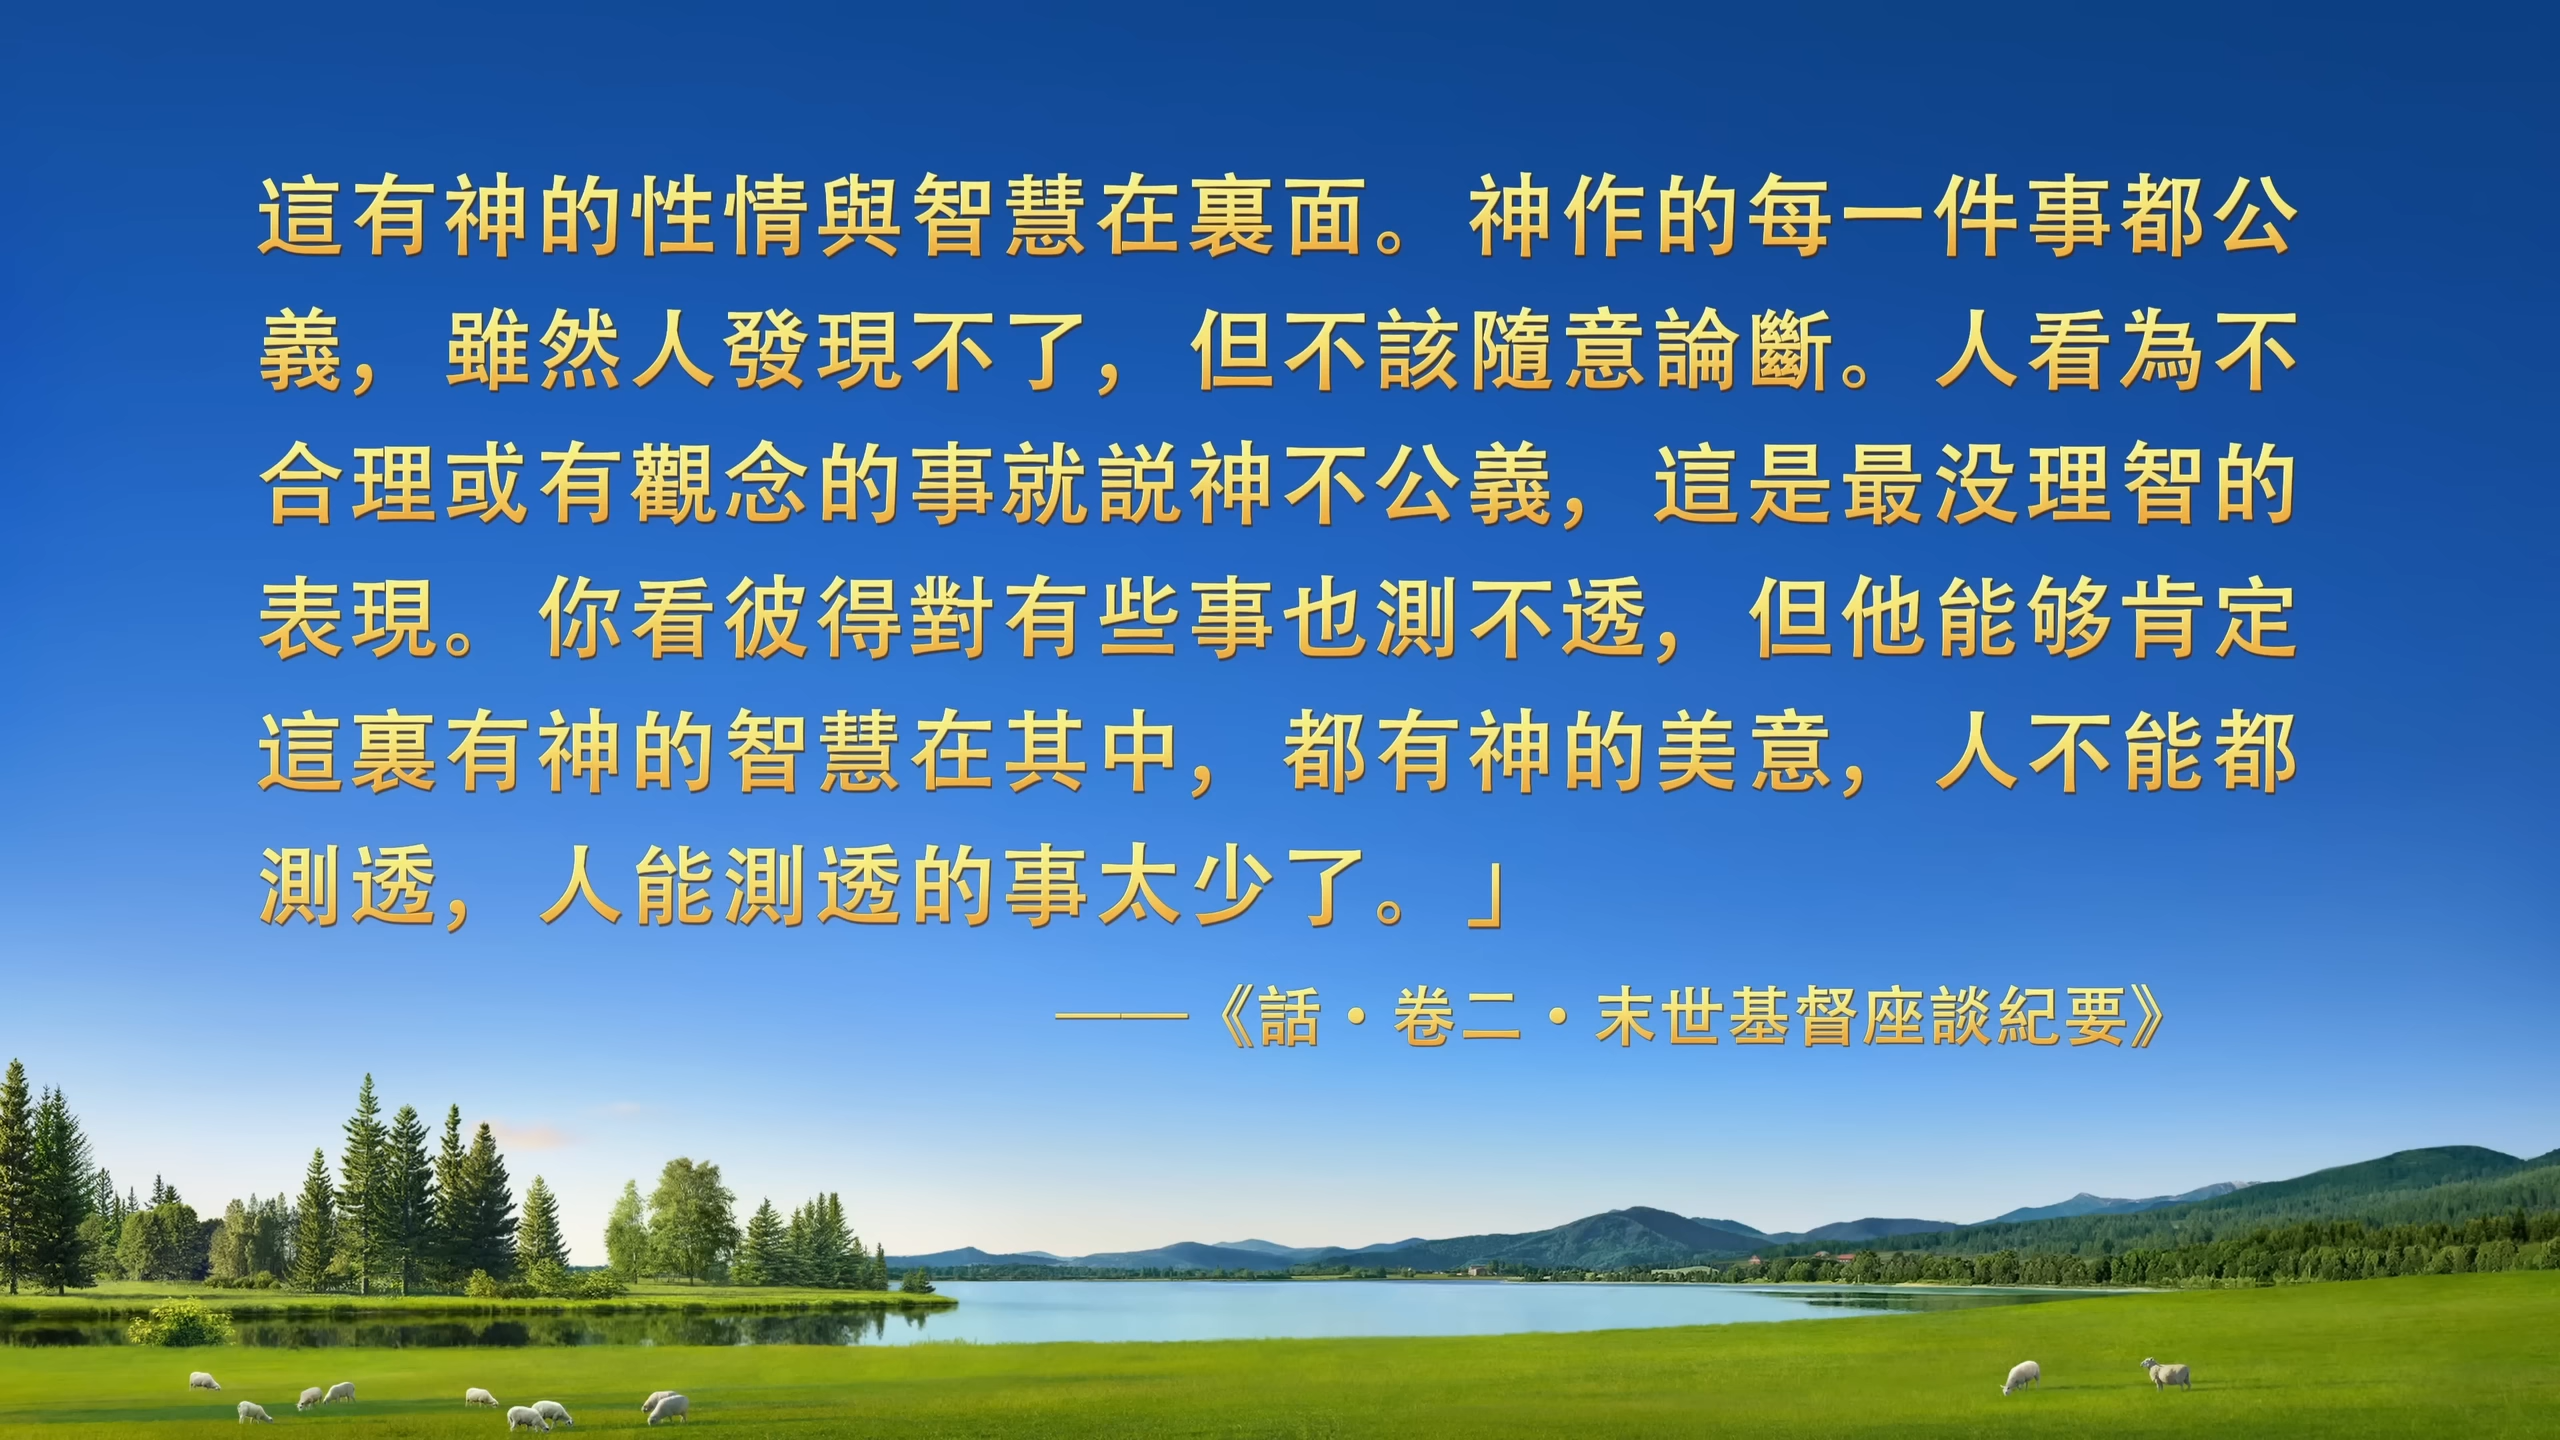 這有神的性情與智慧在裏面。神作的每一件事都公
義，雖然人發現不了，但不該隨意論斷。人看為不
合理或有觀念的事就説神不公義，這是最没理智的
表現。你看彼得對有些事也測不透，但他能够肯定
這裏有神的智慧在其中，都有神的美意，人不能都
測透，人能測透的事太少了。」
——《話・卷二・末世基督座談紀要》